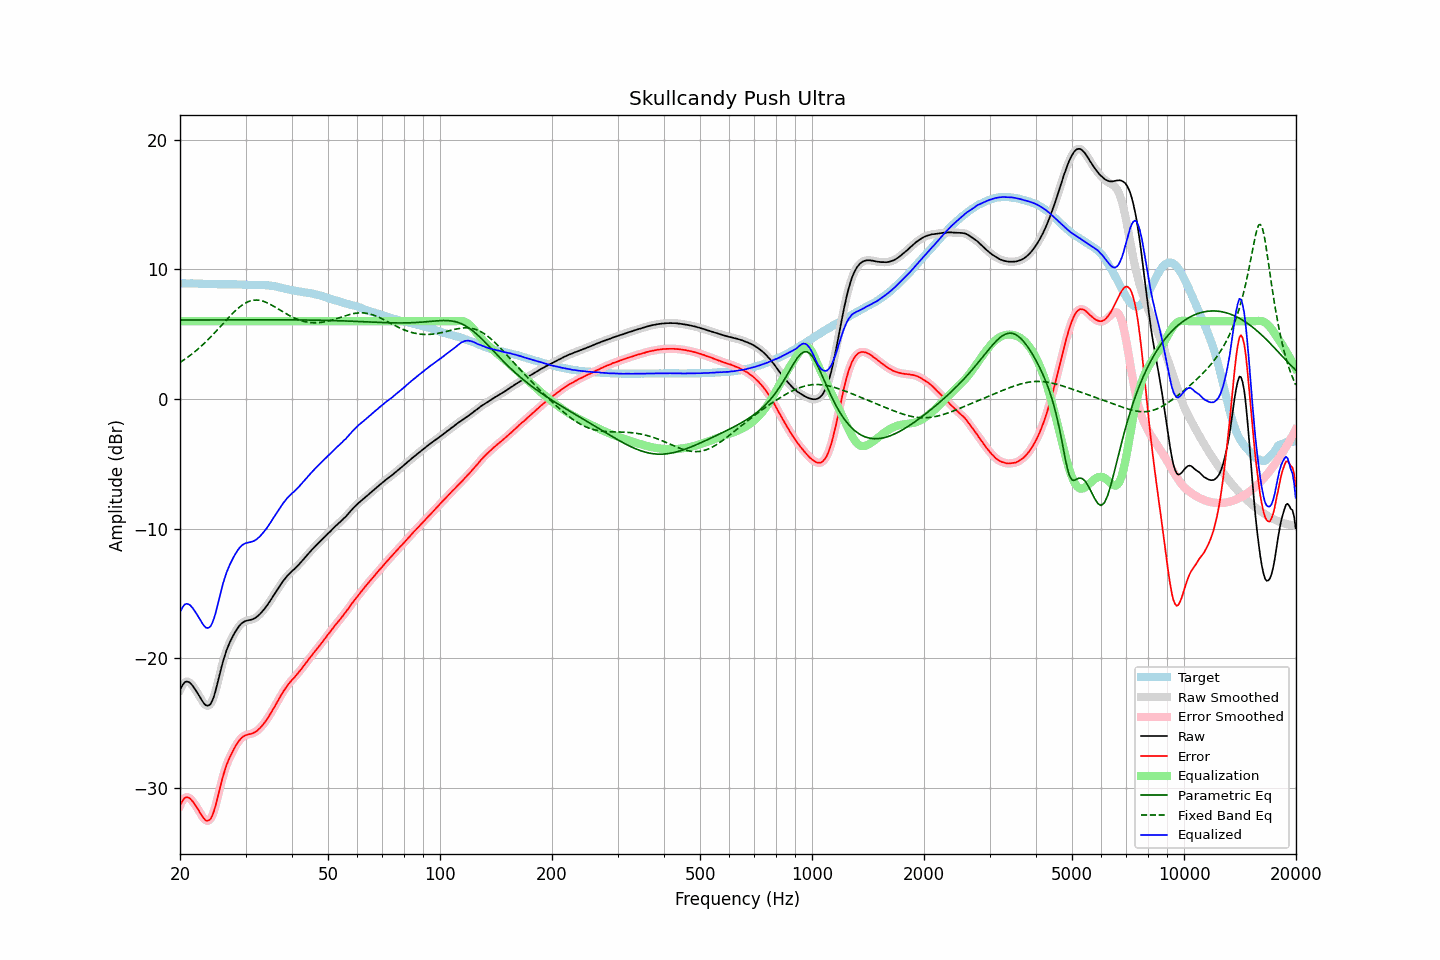 Skullcandy Push Ultra
Amplitude (dBr)
20
10
0
−10
−20
−30
20
50
100
200
500
1000
2000
5000
10000
20000
Frequency (Hz)
Target
Raw Smoothed
Error Smoothed
Raw
Error
Equalization
Parametric Eq
Fixed Band Eq
Equalized